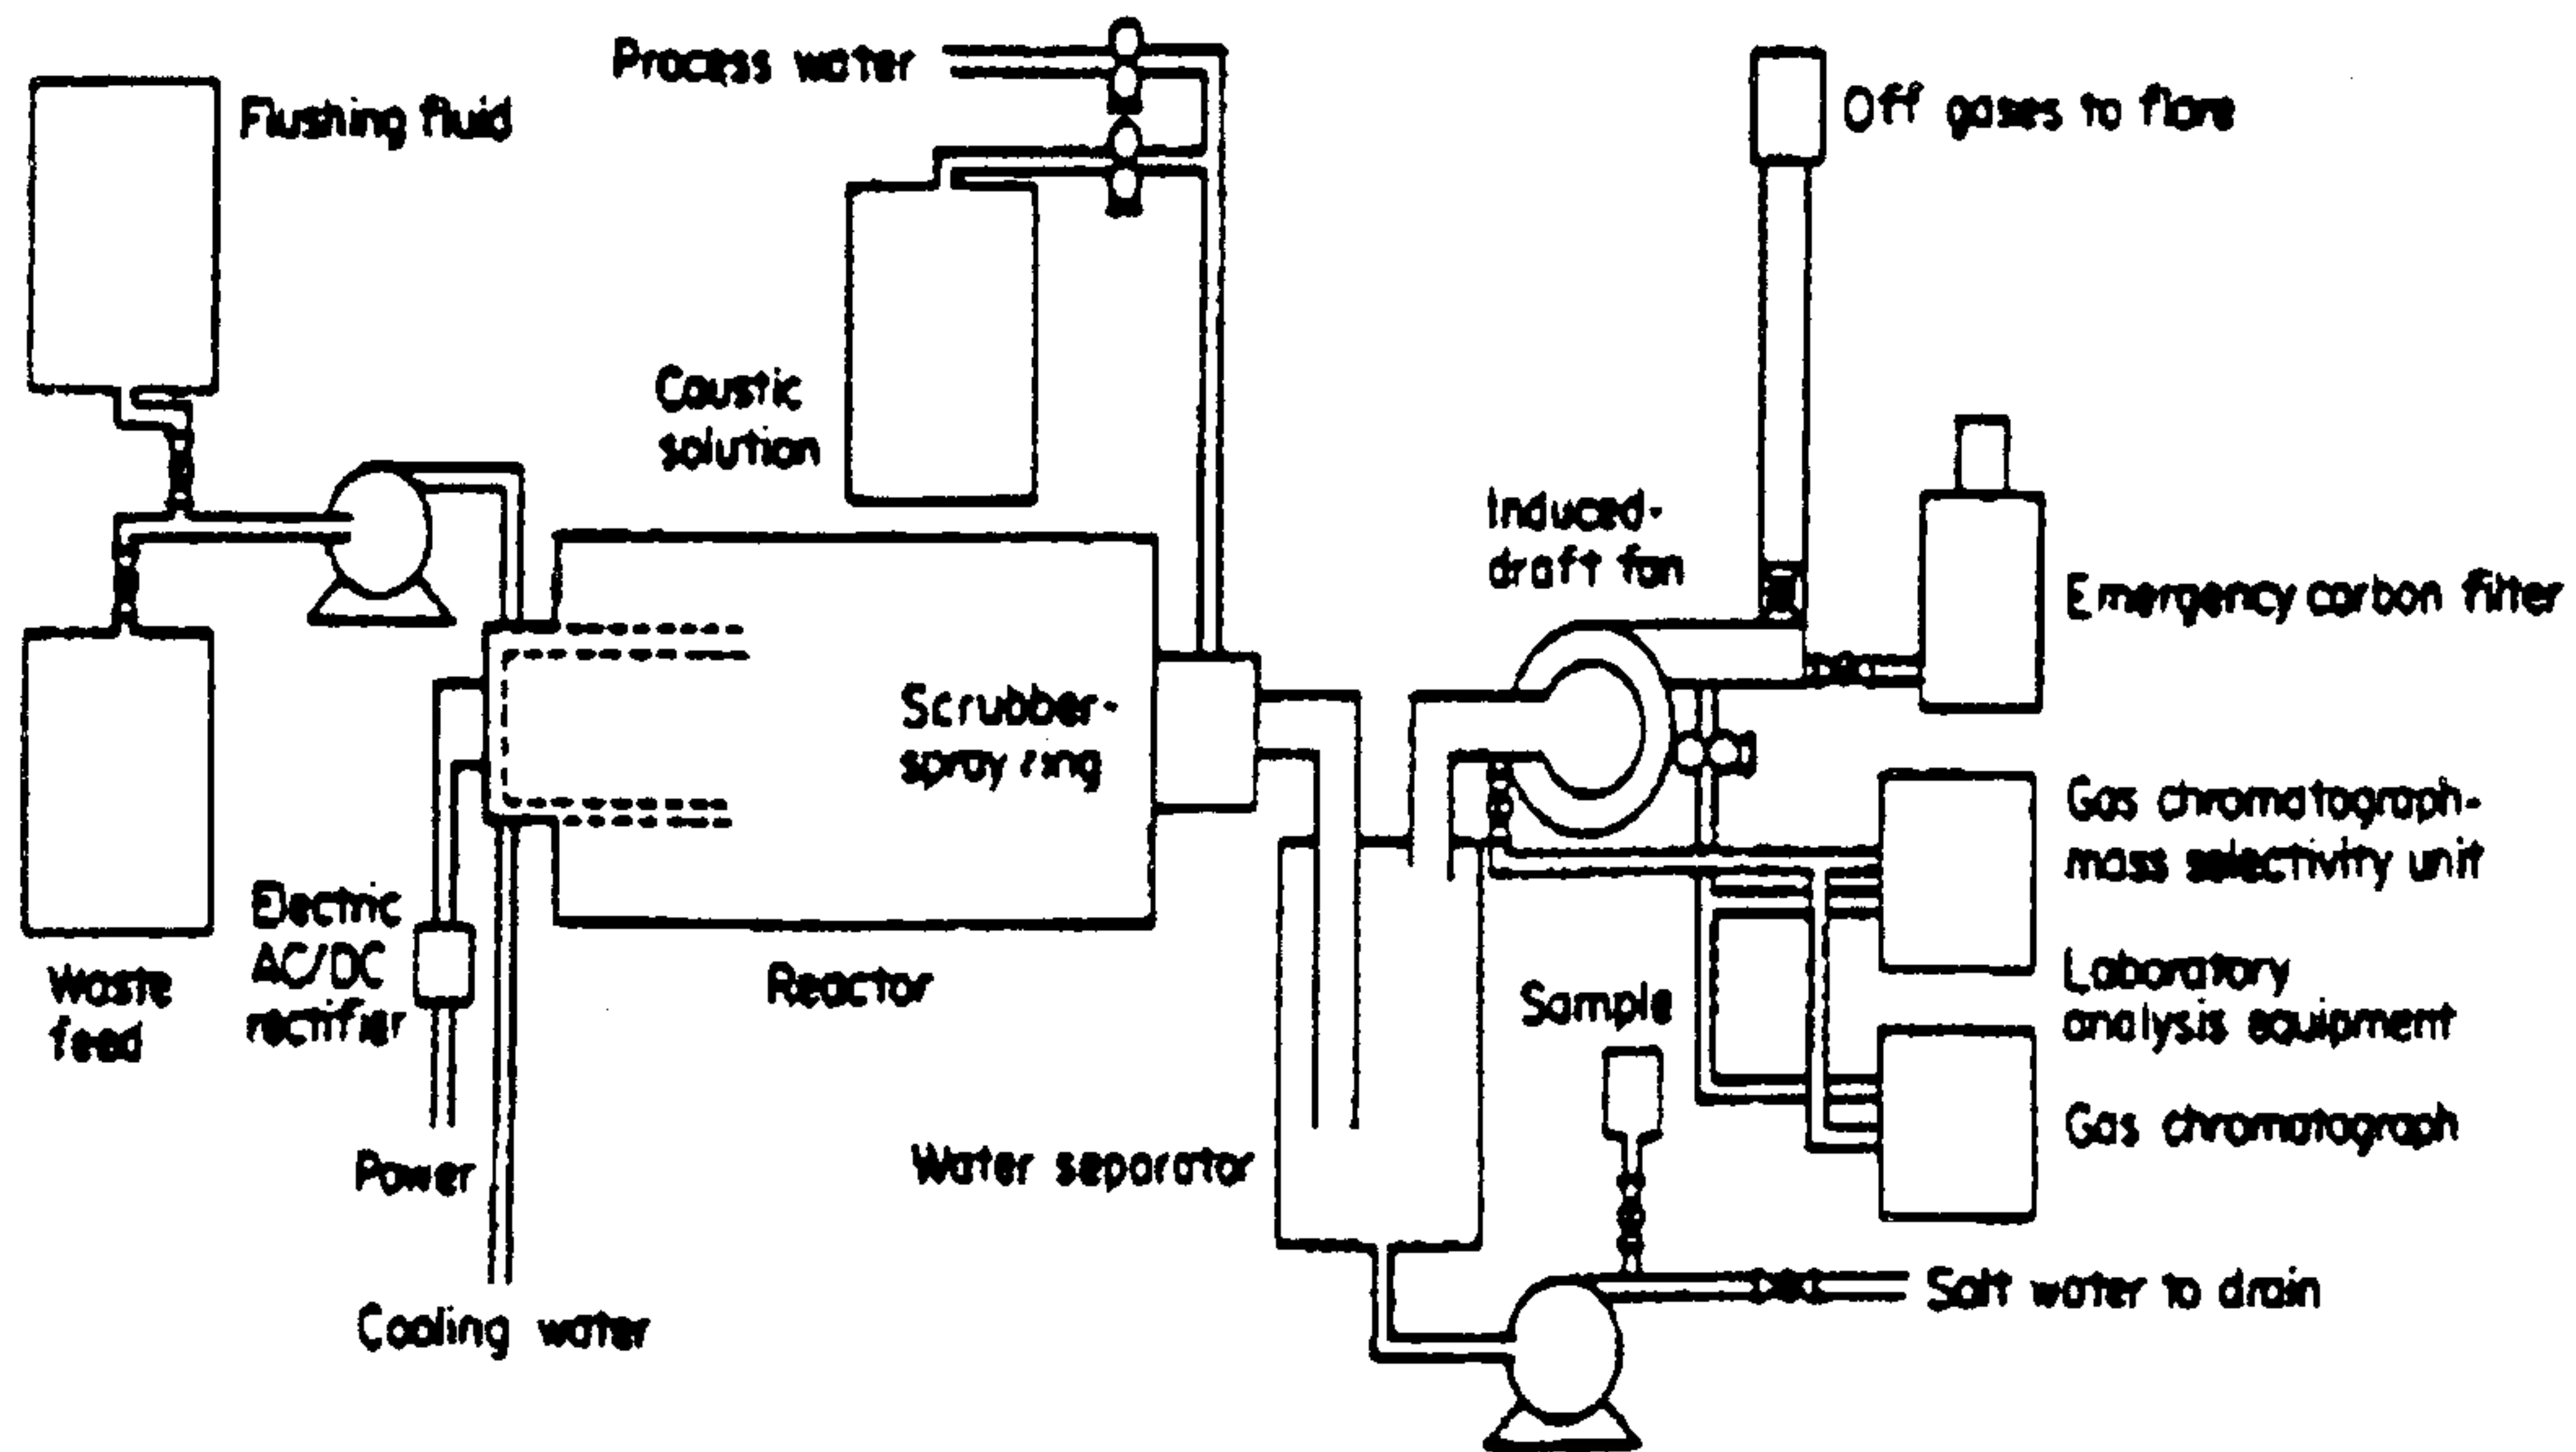 Process water
Flushing fluid
Off gases to flare
Caustic
solution
Induced-
draft fan
Emergency carbon filter
Scrubber-
spray ring
Gas chromatograph-
mass selectivity unit
Electric
AC/DC
rectifier
Waste
feed
Reactor
Sample
Laboratory
analysis equipment
Gas chromatograph
Power
Water separator
Cooling water
Salt water to drain